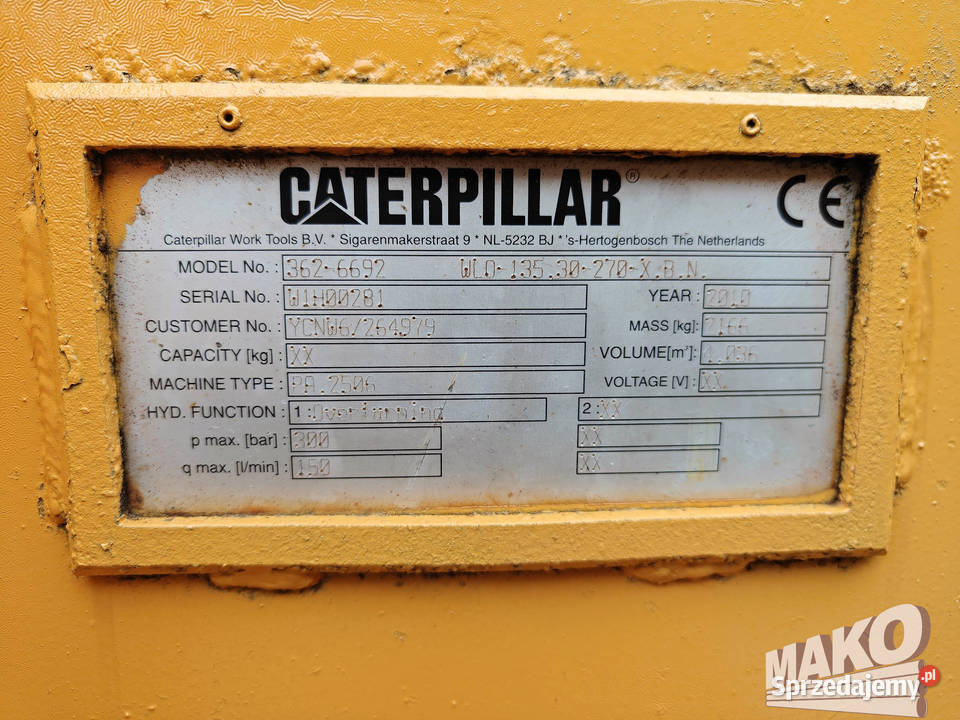 CATERPILLAR®
CE
Caterpillar Work Tools B.V. * Sigarenmakerstraat 9 * NL-5232 BJ * 's-Hertogenbosch The Netherlands
MODEL No. : 362-6692 WLO-135.30-270-X.B.N.
SERIAL No. : W1H00281 YEAR : 2010
CUSTOMER No. : YCNW6/264979 MASS [kg]: 2166
CAPACITY [kg] : XX VOLUME[m³]: 1.036
MACHINE TYPE : PA.2506 VOLTAGE [V] : XX.
HYD. FUNCTION : 1: 2:XX
p max. [bar] : 300 XX
q max. [l/min] : 150 XX
MAKO
Sprzedajemy.pl